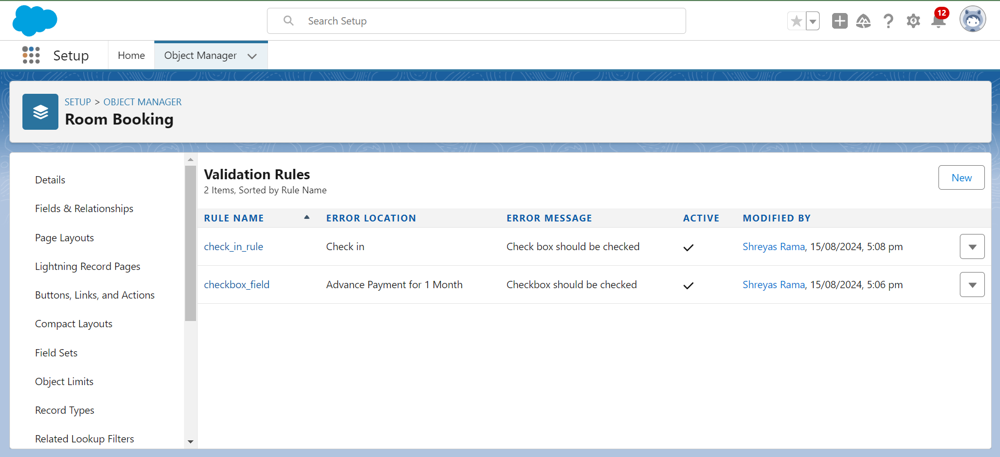 Search Setup
12
Setup
Home
Object Manager
SETUP > OBJECT MANAGER
Room Booking
Details
Fields & Relationships
Page Layouts
Lightning Record Pages
Buttons, Links, and Actions
Compact Layouts
Field Sets
Object Limits
Record Types
Related Lookup Filters
Validation Rules
2 Items, Sorted by Rule Name
New
RULE NAME ERROR LOCATION ERROR MESSAGE ACTIVE MODIFIED BY
check_in_rule Check in Check box should be checked Shreyas Rama, 15/08/2024, 5:08 pm
checkbox_field Advance Payment for 1 Month Checkbox should be checked Shreyas Rama, 15/08/2024, 5:06 pm